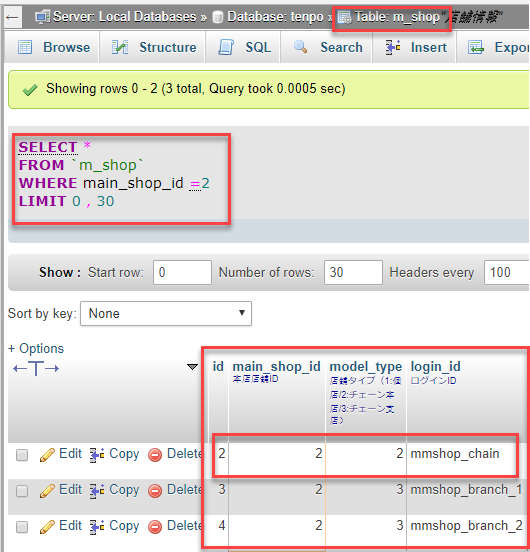 ← Server: Local Databases » Database: tenpo » Table: m_shop "店舗情報"
Browse Structure SQL Search Insert Expor
Showing rows 0 - 2 (3 total, Query took 0.0005 sec)
SELECT *
FROM `m_shop`
WHERE main_shop_id =2
LIMIT 0 , 30
Show : Start row: 0 Number of rows: 30 Headers every 100
Sort by key: None
+ Options
←T→ id main_shop_id model_type login_id
本店店舗ID 店舗タイプ（1:個 ログインID
店/2:チェーン本
店/3:チェーン支
店）
Edit Copy Delete 2 2 2 mmshop_chain
Edit Copy Delete 3 2 3 mmshop_branch_1
Edit Copy Delete 4 2 3 mmshop_branch_2